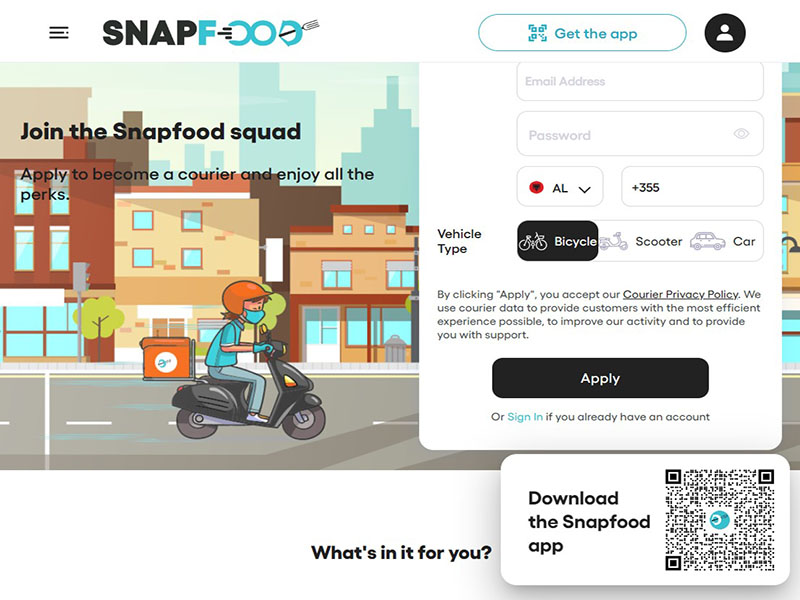 SNAPFOOD
Get the app
Join the Snapfood squad
Apply to become a courier and enjoy all the
perks.
Email Address
Password
AL
+355
Vehicle
Type
Bicycle
Scooter
Car
By clicking “Apply”, you accept our Courier Privacy Policy. We
use courier data to provide customers with the most efficient
experience possible, to improve our activity and to provide
you with support.
Apply
Or Sign In if you already have an account
Download
the Snapfood
app
What's in it for you?